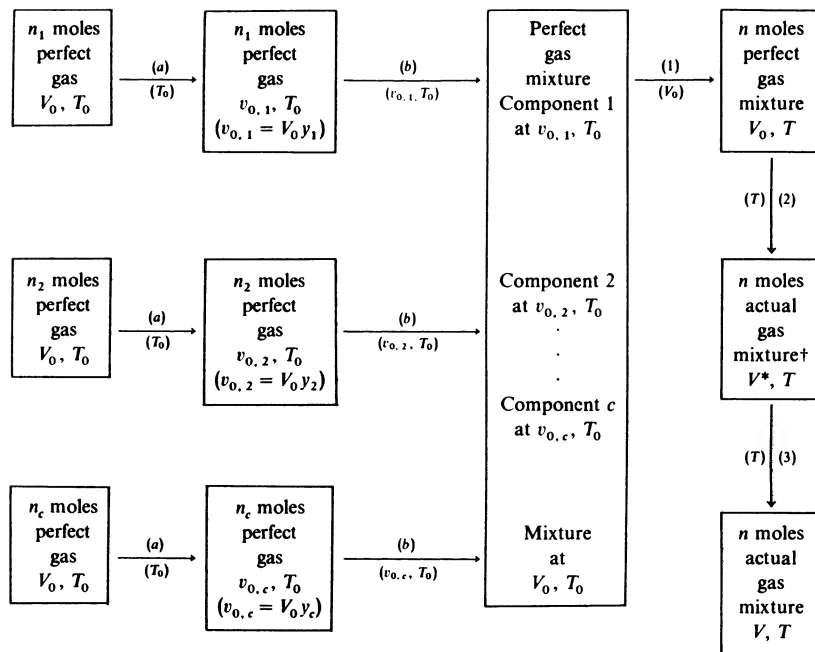 n₁ moles
perfect
gas
V₀, T₀
(a)
(T₀)
n₁ moles
perfect
gas
v₀,₁, T₀
(v₀,₁ = V₀y₁)
(b)
(v₀,₁, T₀)
Perfect
gas
mixture
Component 1
at v₀,₁, T₀
(1)
(V₀)
n moles
perfect
gas
mixture
V₀, T
(T) (2)
n₂ moles
perfect
gas
V₀, T₀
(a)
(T₀)
n₂ moles
perfect
gas
v₀,₂, T₀
(v₀,₂ = V₀y₂)
(b)
(v₀,₂, T₀)
Component 2
at v₀,₂, T₀
.
.
.
Component c
at v₀,c, T₀
n moles
actual
gas
mixture†
V*, T
(T) (3)
n_c moles
perfect
gas
V₀, T₀
(a)
(T₀)
n_c moles
perfect
gas
v₀,c, T₀
(v₀,c = V₀y_c)
(b)
(v₀,c, T₀)
Mixture
at
V₀, T₀
n moles
actual
gas
mixture
V, T